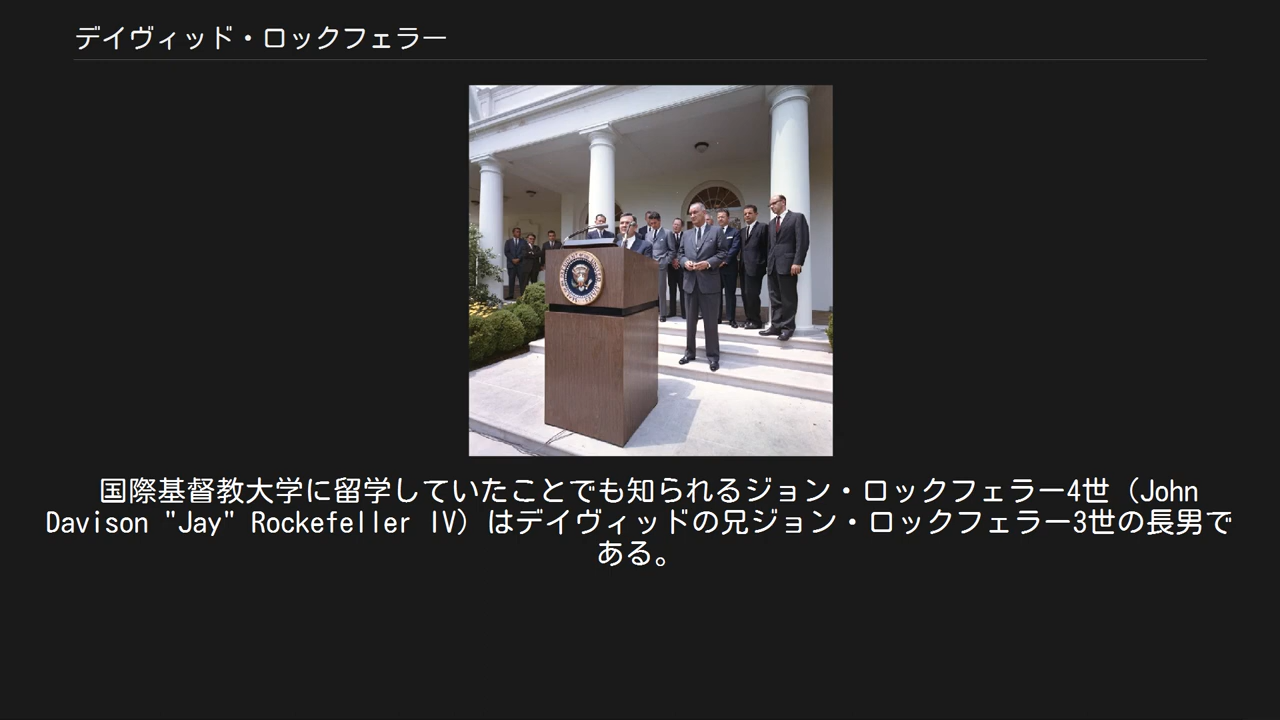 デイヴィッド・ロックフェラー
国際基督教大学に留学していたことでも知られるジョン・ロックフェラー4世（John
Davison "Jay" Rockefeller IV）はデイヴィッドの兄ジョン・ロックフェラー3世の長男で
ある。